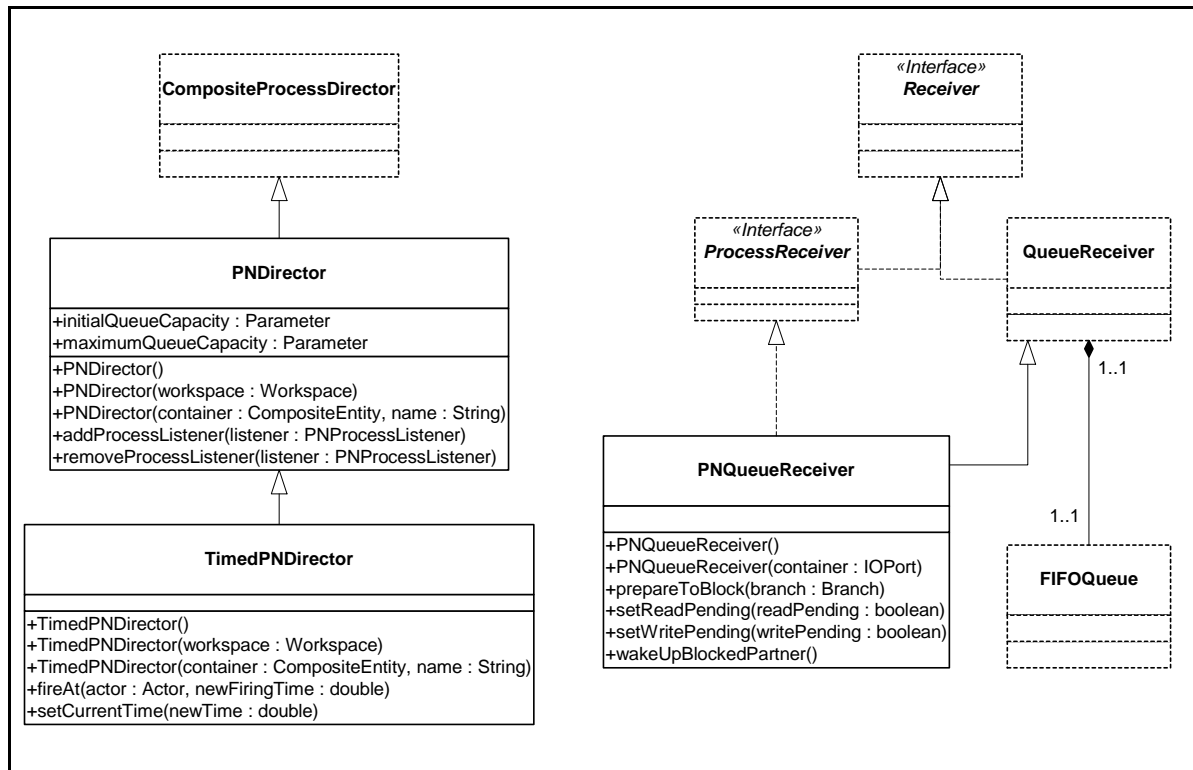 CompositeProcessDirector
PNDirector
+initialQueueCapacity : Parameter
+maximumQueueCapacity : Parameter
+PNDirector()
+PNDirector(workspace : Workspace)
+PNDirector(container : CompositeEntity, name : String)
+addProcessListener(listener : PNProcessListener)
+removeProcessListener(listener : PNProcessListener)
TimedPNDirector
+TimedPNDirector()
+TimedPNDirector(workspace : Workspace)
+TimedPNDirector(container : CompositeEntity, name : String)
+fireAt(actor : Actor, newFiringTime : double)
+setCurrentTime(newTime : double)
«Interface»
Receiver
«Interface»
ProcessReceiver
QueueReceiver
1..1
PNQueueReceiver
+PNQueueReceiver()
+PNQueueReceiver(container : IOPort)
+prepareToBlock(branch : Branch)
+setReadPending(readPending : boolean)
+setWritePending(writePending : boolean)
+wakeUpBlockedPartner()
1..1
FIFOQueue